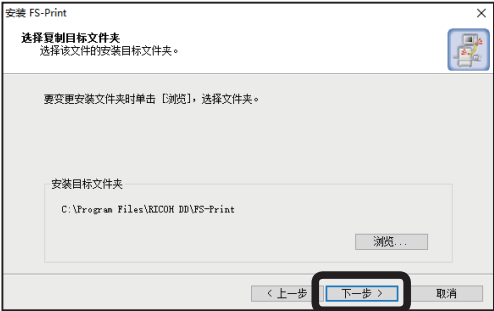 安装 FS-Print
选择复制目标文件夹
选择该文件的安装目标文件夹。
要变更安装文件夹时单击 [浏览]，选择文件夹。
安装目标文件夹
C:\Program Files\RICOH DD\FS-Print
浏览...
< 上一步
下一步 >
取消